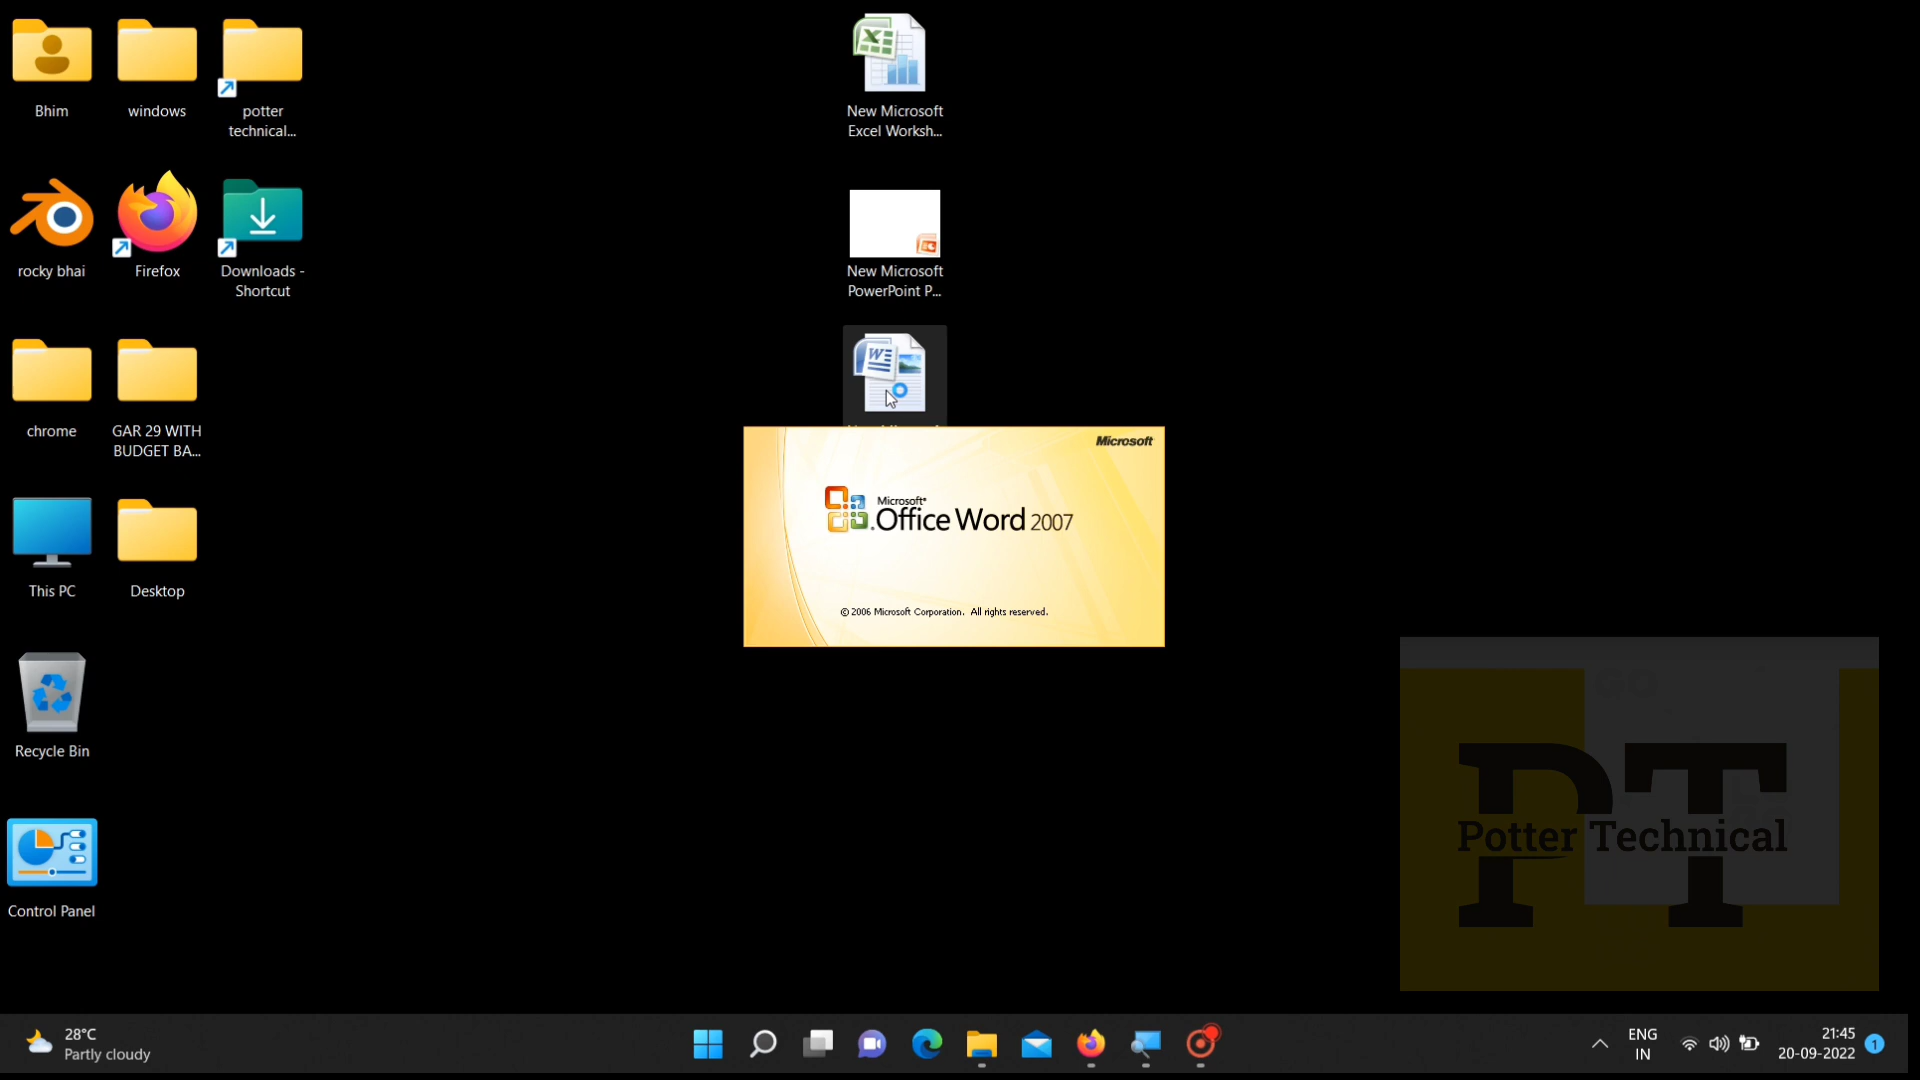 Bhim
windows
potter
technical...
New Microsoft
Excel Worksh...
rocky bhai
Firefox
Downloads -
Shortcut
New Microsoft
PowerPoint P...
chrome
GAR 29 WITH
BUDGET BA...
Microsoft
Microsoft®
Office Word 2007
© 2006 Microsoft Corporation. All rights reserved.
This PC
Desktop
Recycle Bin
Control Panel
GO
PT
Potter Technical
28°C
Partly cloudy
ENG
IN
21:45
20-09-2022
1